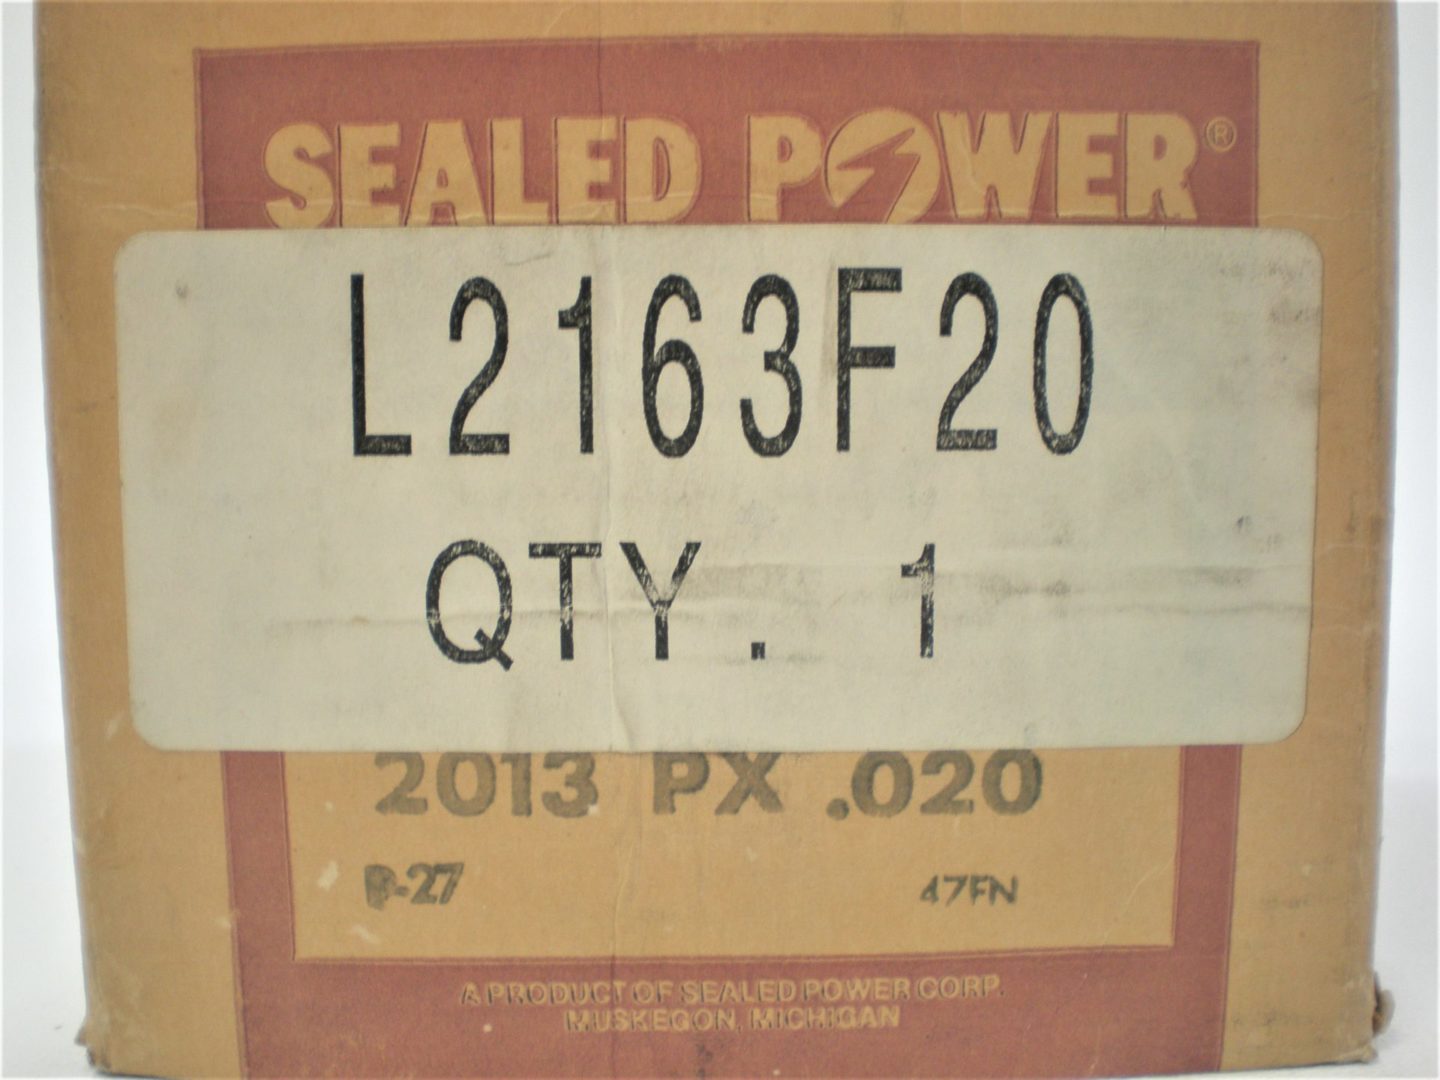 SEALED POWER®
L2163F20
QTY. 1
2013 PX .020
B-27 47FN
A PRODUCT OF SEALED POWER CORP.
MUSKEGON, MICHIGAN